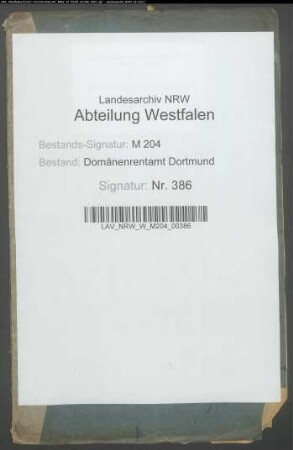 Landesarchiv NRW
Abteilung Westfalen
Bestands-Signatur: M 204
Bestand: Domänenrentamt Dortmund
Signatur: Nr. 386
LAV_NRW_W_M204_00386